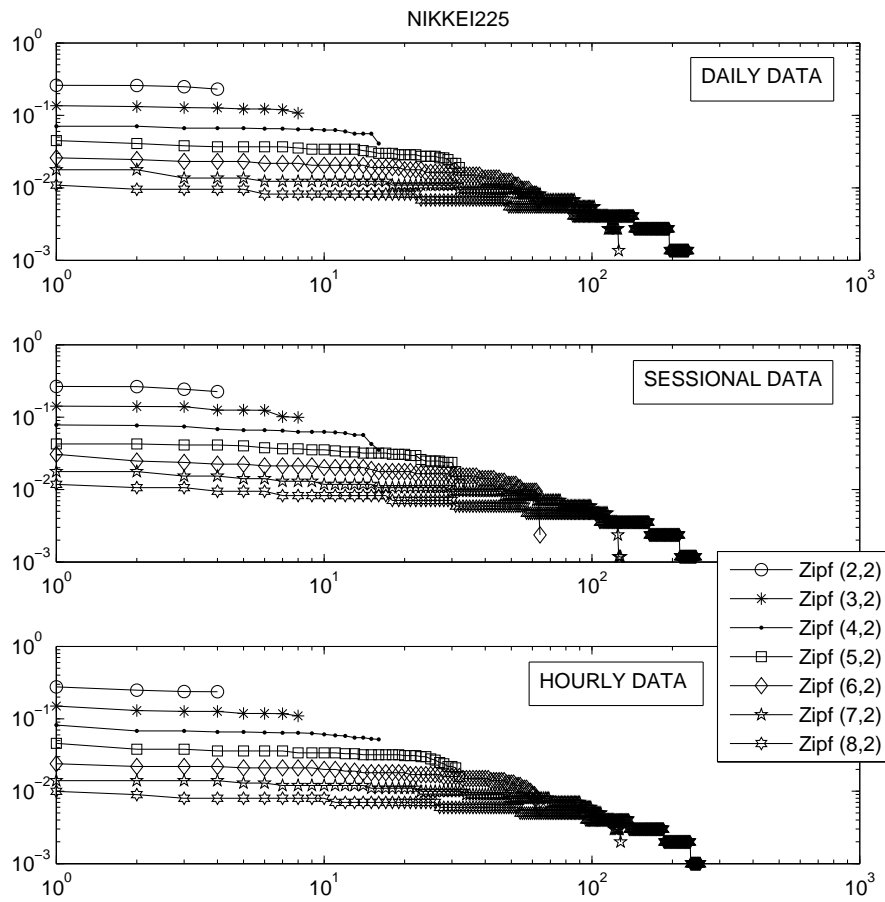 NIKKEI225
10^0
10^-1
10^-2
10^-3
10^0
10^1
10^2
10^3
DAILY DATA
10^0
10^-1
10^-2
10^-3
10^0
10^1
10^2
10^3
SESSIONAL DATA
10^0
10^-1
10^-2
10^-3
10^0
10^1
10^2
10^3
HOURLY DATA
Zipf (2,2)
Zipf (3,2)
Zipf (4,2)
Zipf (5,2)
Zipf (6,2)
Zipf (7,2)
Zipf (8,2)